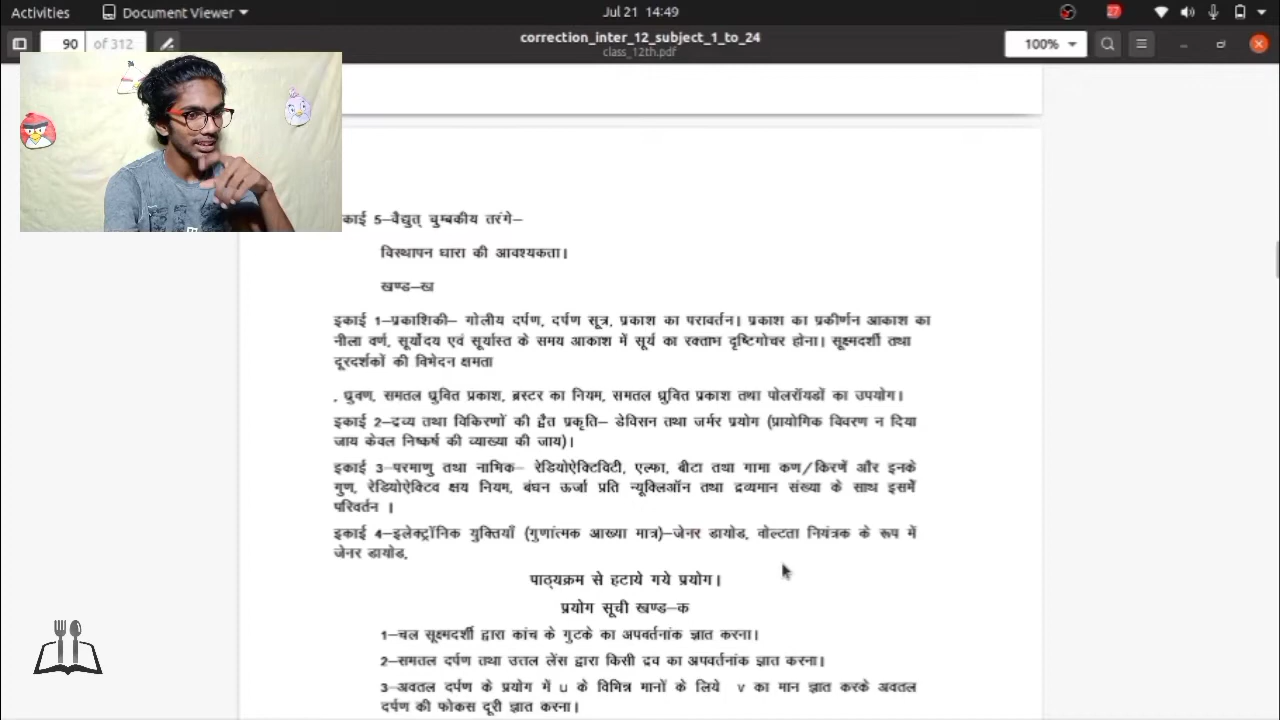 Activities
Document Viewer
Jul 21 14:49
27
90 of 312
correction_inter_12_subject_1_to_24
class_12th.pdf
100%
काई 5–वैद्युत् चुम्बकीय तरंगे–
विस्थापन धारा की आवश्यकता।
खण्ड–ख
इकाई 1–प्रकाशिकी– गोलीय दर्पण, दर्पण सूत्र, प्रकाश का परावर्तन। प्रकाश का प्रकीर्णन आकाश का
नीला वर्ण, सूर्योदय एवं सूर्यास्त के समय आकाश में सूर्य का रक्ताभ दृष्टिगोचर होना। सूक्ष्मदर्शी तथा
दूरदर्शकों की विभेदन क्षमता
, ध्रुवण, समतल ध्रुवित प्रकाश, ब्रस्टर का नियम, समतल ध्रुवित प्रकाश तथा पोलरॉयडों का उपयोग।
इकाई 2–द्रव्य तथा विकिरणों की द्वैत प्रकृति– डेविसन तथा जर्मर प्रयोग (प्रायोगिक विवरण न दिया
जाय केवल निष्कर्ष की व्याख्या की जाय)।
इकाई 3–परमाणु तथा नाभिक– रेडियोऐक्टिविटी, एल्फा, बीटा तथा गामा कण/किरणें और इनके
गुण, रेडियोऐक्टिव क्षय नियम, बंघन ऊर्जा प्रति न्यूक्लिऑन तथा द्रव्यमान संख्या के साथ इसमें
परिवर्तन ।
इकाई 4–इलेक्ट्रॉनिक युक्तियाँ (गुणांत्मक आख्या मात्र)–जेनर डायोड, वोल्टता नियंत्रक के रूप में
जेनर डायोड,
पाठ्यक्रम से हटाये गये प्रयोग।
प्रयोग सूची खण्ड–क
1–चल सूक्ष्मदर्शी द्वारा कांच के गुटके का अपवर्तनांक ज्ञात करना।
2–समतल दर्पण तथा उत्तल लेंस द्वारा किसी द्रव का अपवर्तनांक ज्ञात करना।
3–अवतल दर्पण के प्रयोग में u के विभिन्न मानों के लिये v का मान ज्ञात करके अवतल
दर्पण की फोकस दूरी ज्ञात करना।